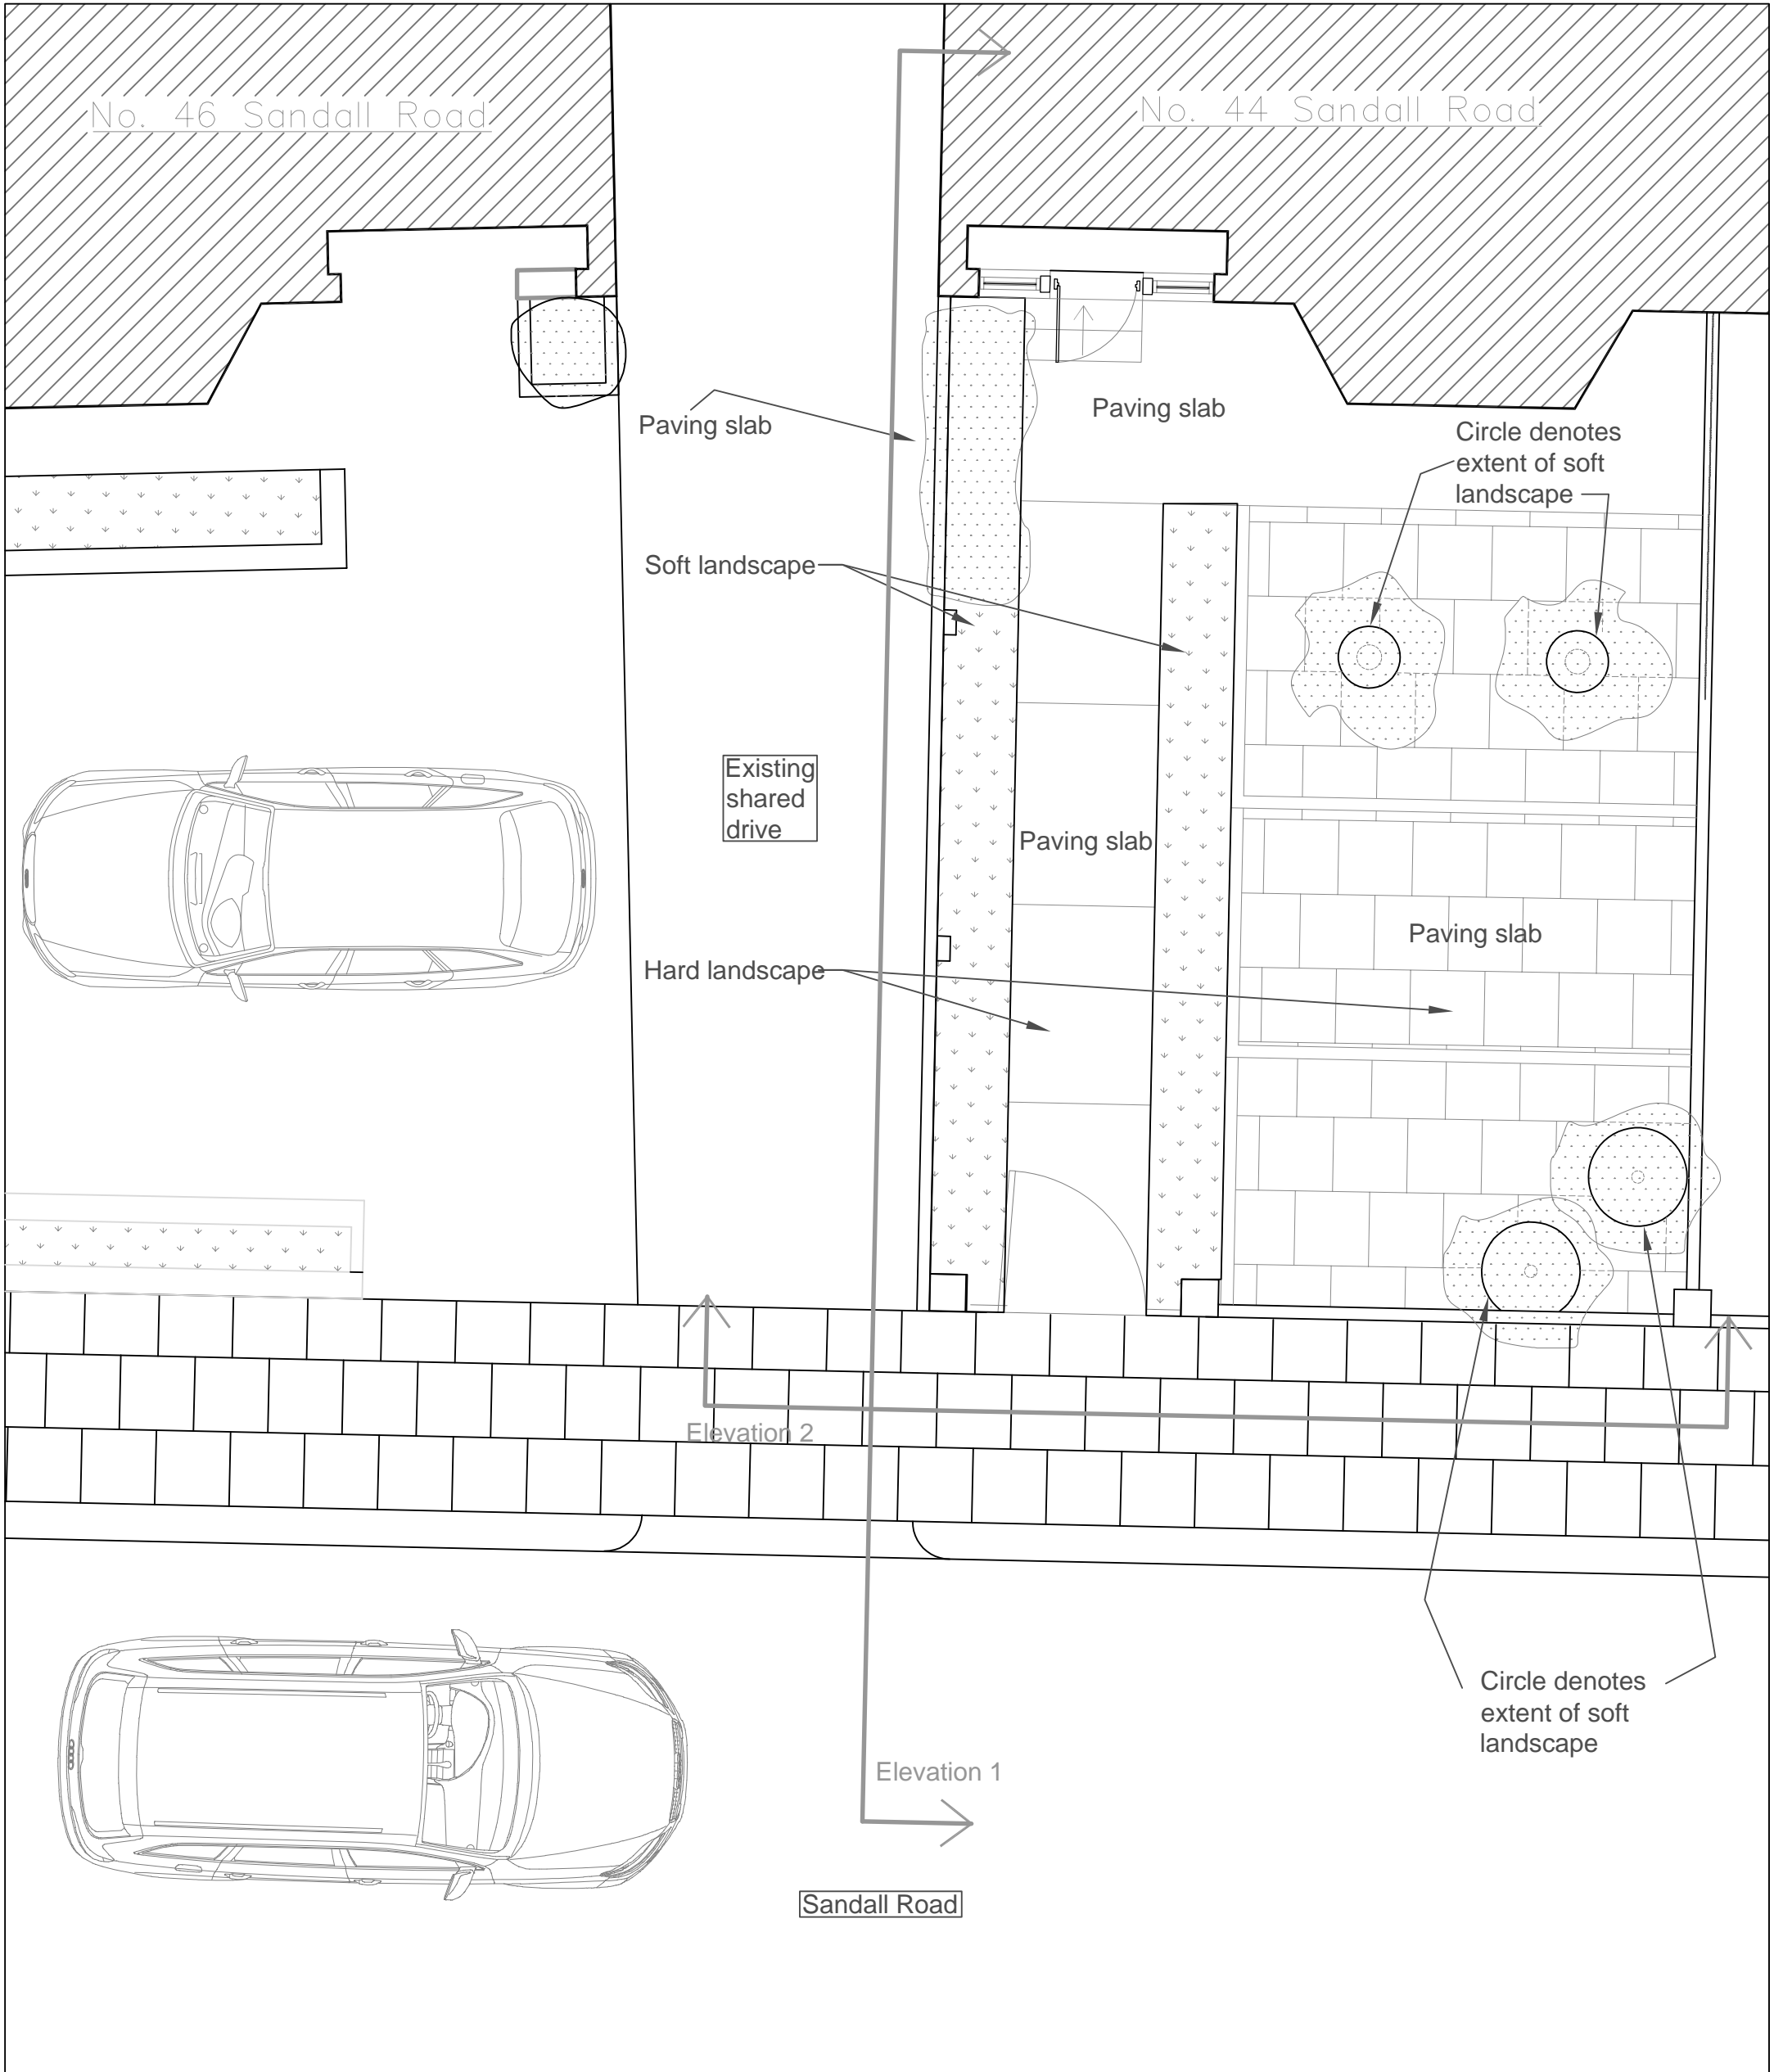 No. 46 Sandall Road
No. 44 Sandall Road
Paving slab
Paving slab
Circle denotes
extent of soft
landscape
Soft landscape
Existing
shared
drive
Paving slab
Paving slab
Hard landscape
Elevation 2
Circle denotes
extent of soft
landscape
Elevation 1
Sandall Road